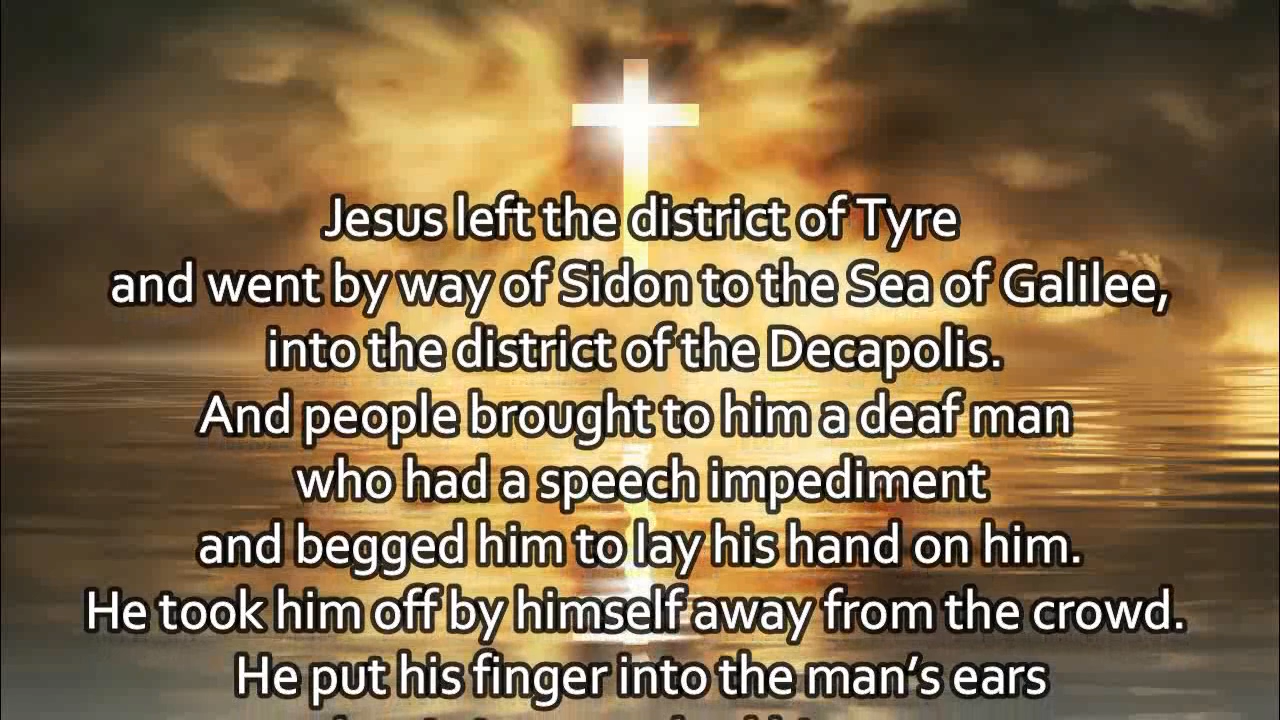 Jesus left the district of Tyre
and went by way of Sidon to the Sea of Galilee,
into the district of the Decapolis.
And people brought to him a deaf man
who had a speech impediment
and begged him to lay his hand on him.
He took him off by himself away from the crowd.
He put his finger into the man’s ears